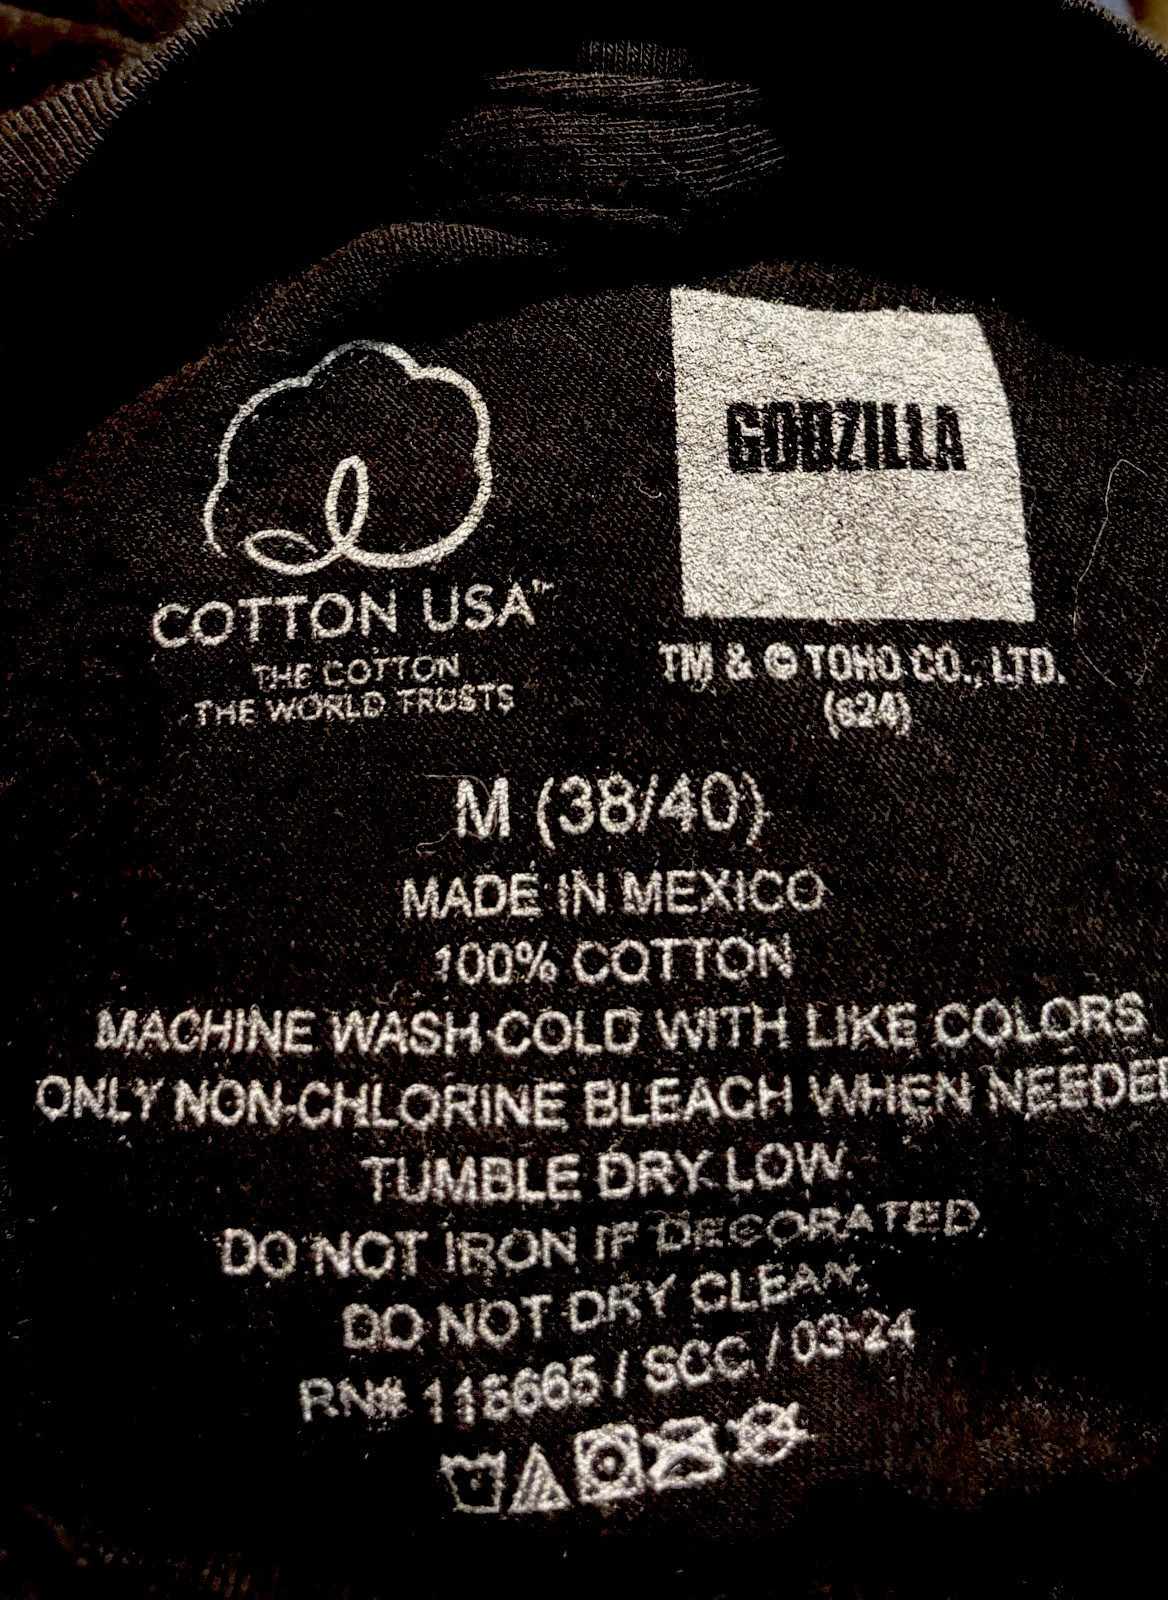 COTTON USA™
THE COTTON
THE WORLD TRUSTS
GODZILLA
TM & © TOHO CO., LTD.
(s24)
M (38/40)
MADE IN MEXICO
100% COTTON
MACHINE WASH COLD WITH LIKE COLORS.
ONLY NON-CHLORINE BLEACH WHEN NEEDED
TUMBLE DRY LOW.
DO NOT IRON IF DECORATED.
DO NOT DRY CLEAN.
RN# / SCC / 03-24